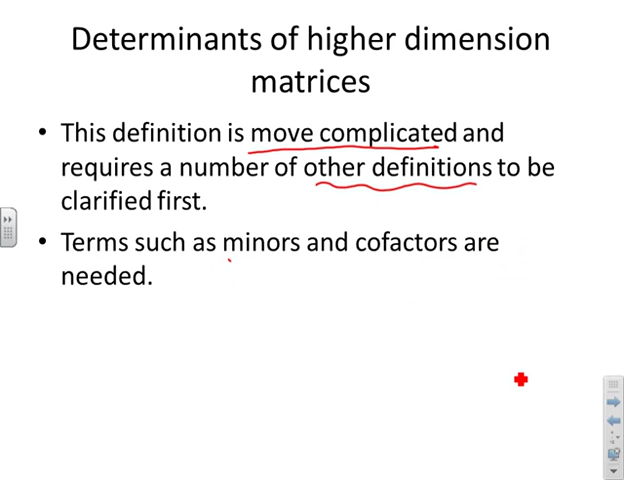 Determinants of higher dimension
matrices
• This definition is move complicated and
requires a number of other definitions to be
clarified first.
• Terms such as minors and cofactors are
needed.